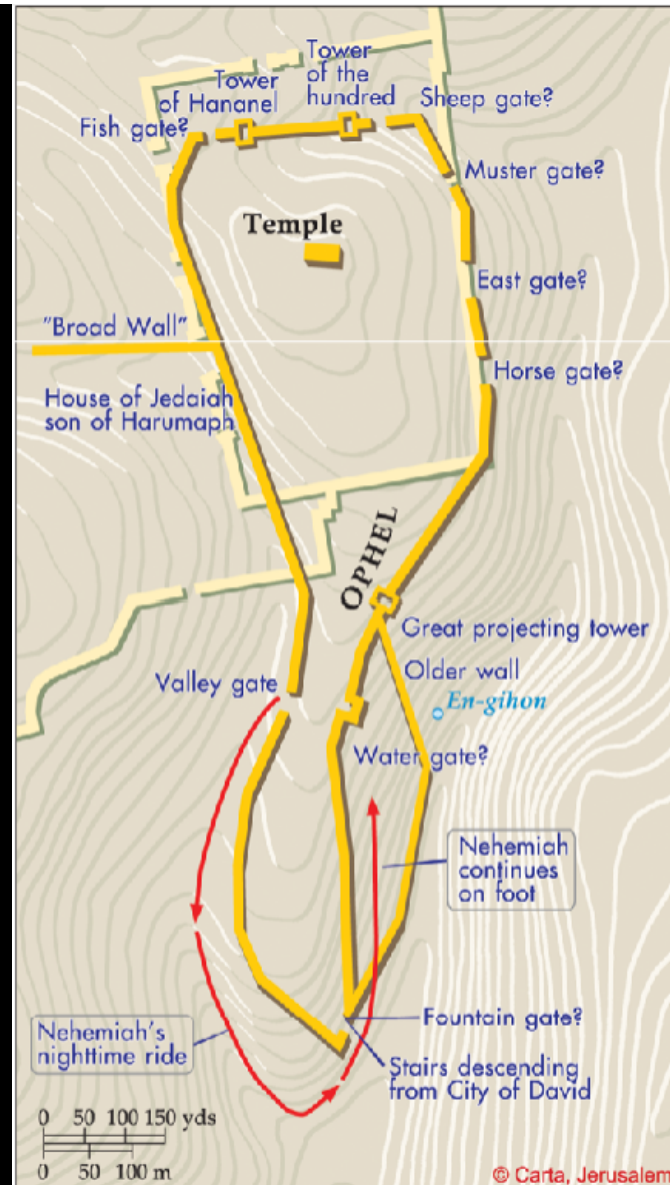 Tower
of the
hundred
Tower
of Hananel
Sheep gate?
Fish gate?
Muster gate?
Temple
East gate?
"Broad Wall"
Horse gate?
House of Jedaiah
son of Harumaph
OPHEL
Great projecting tower
Older wall
Valley gate
En-gihon
Water gate?
Nehemiah
continues
on foot
Fountain gate?
Nehemiah's
nighttime ride
Stairs descending
from City of David
0 50 100 150 yds
0 50 100 m
© Carta, Jerusalem